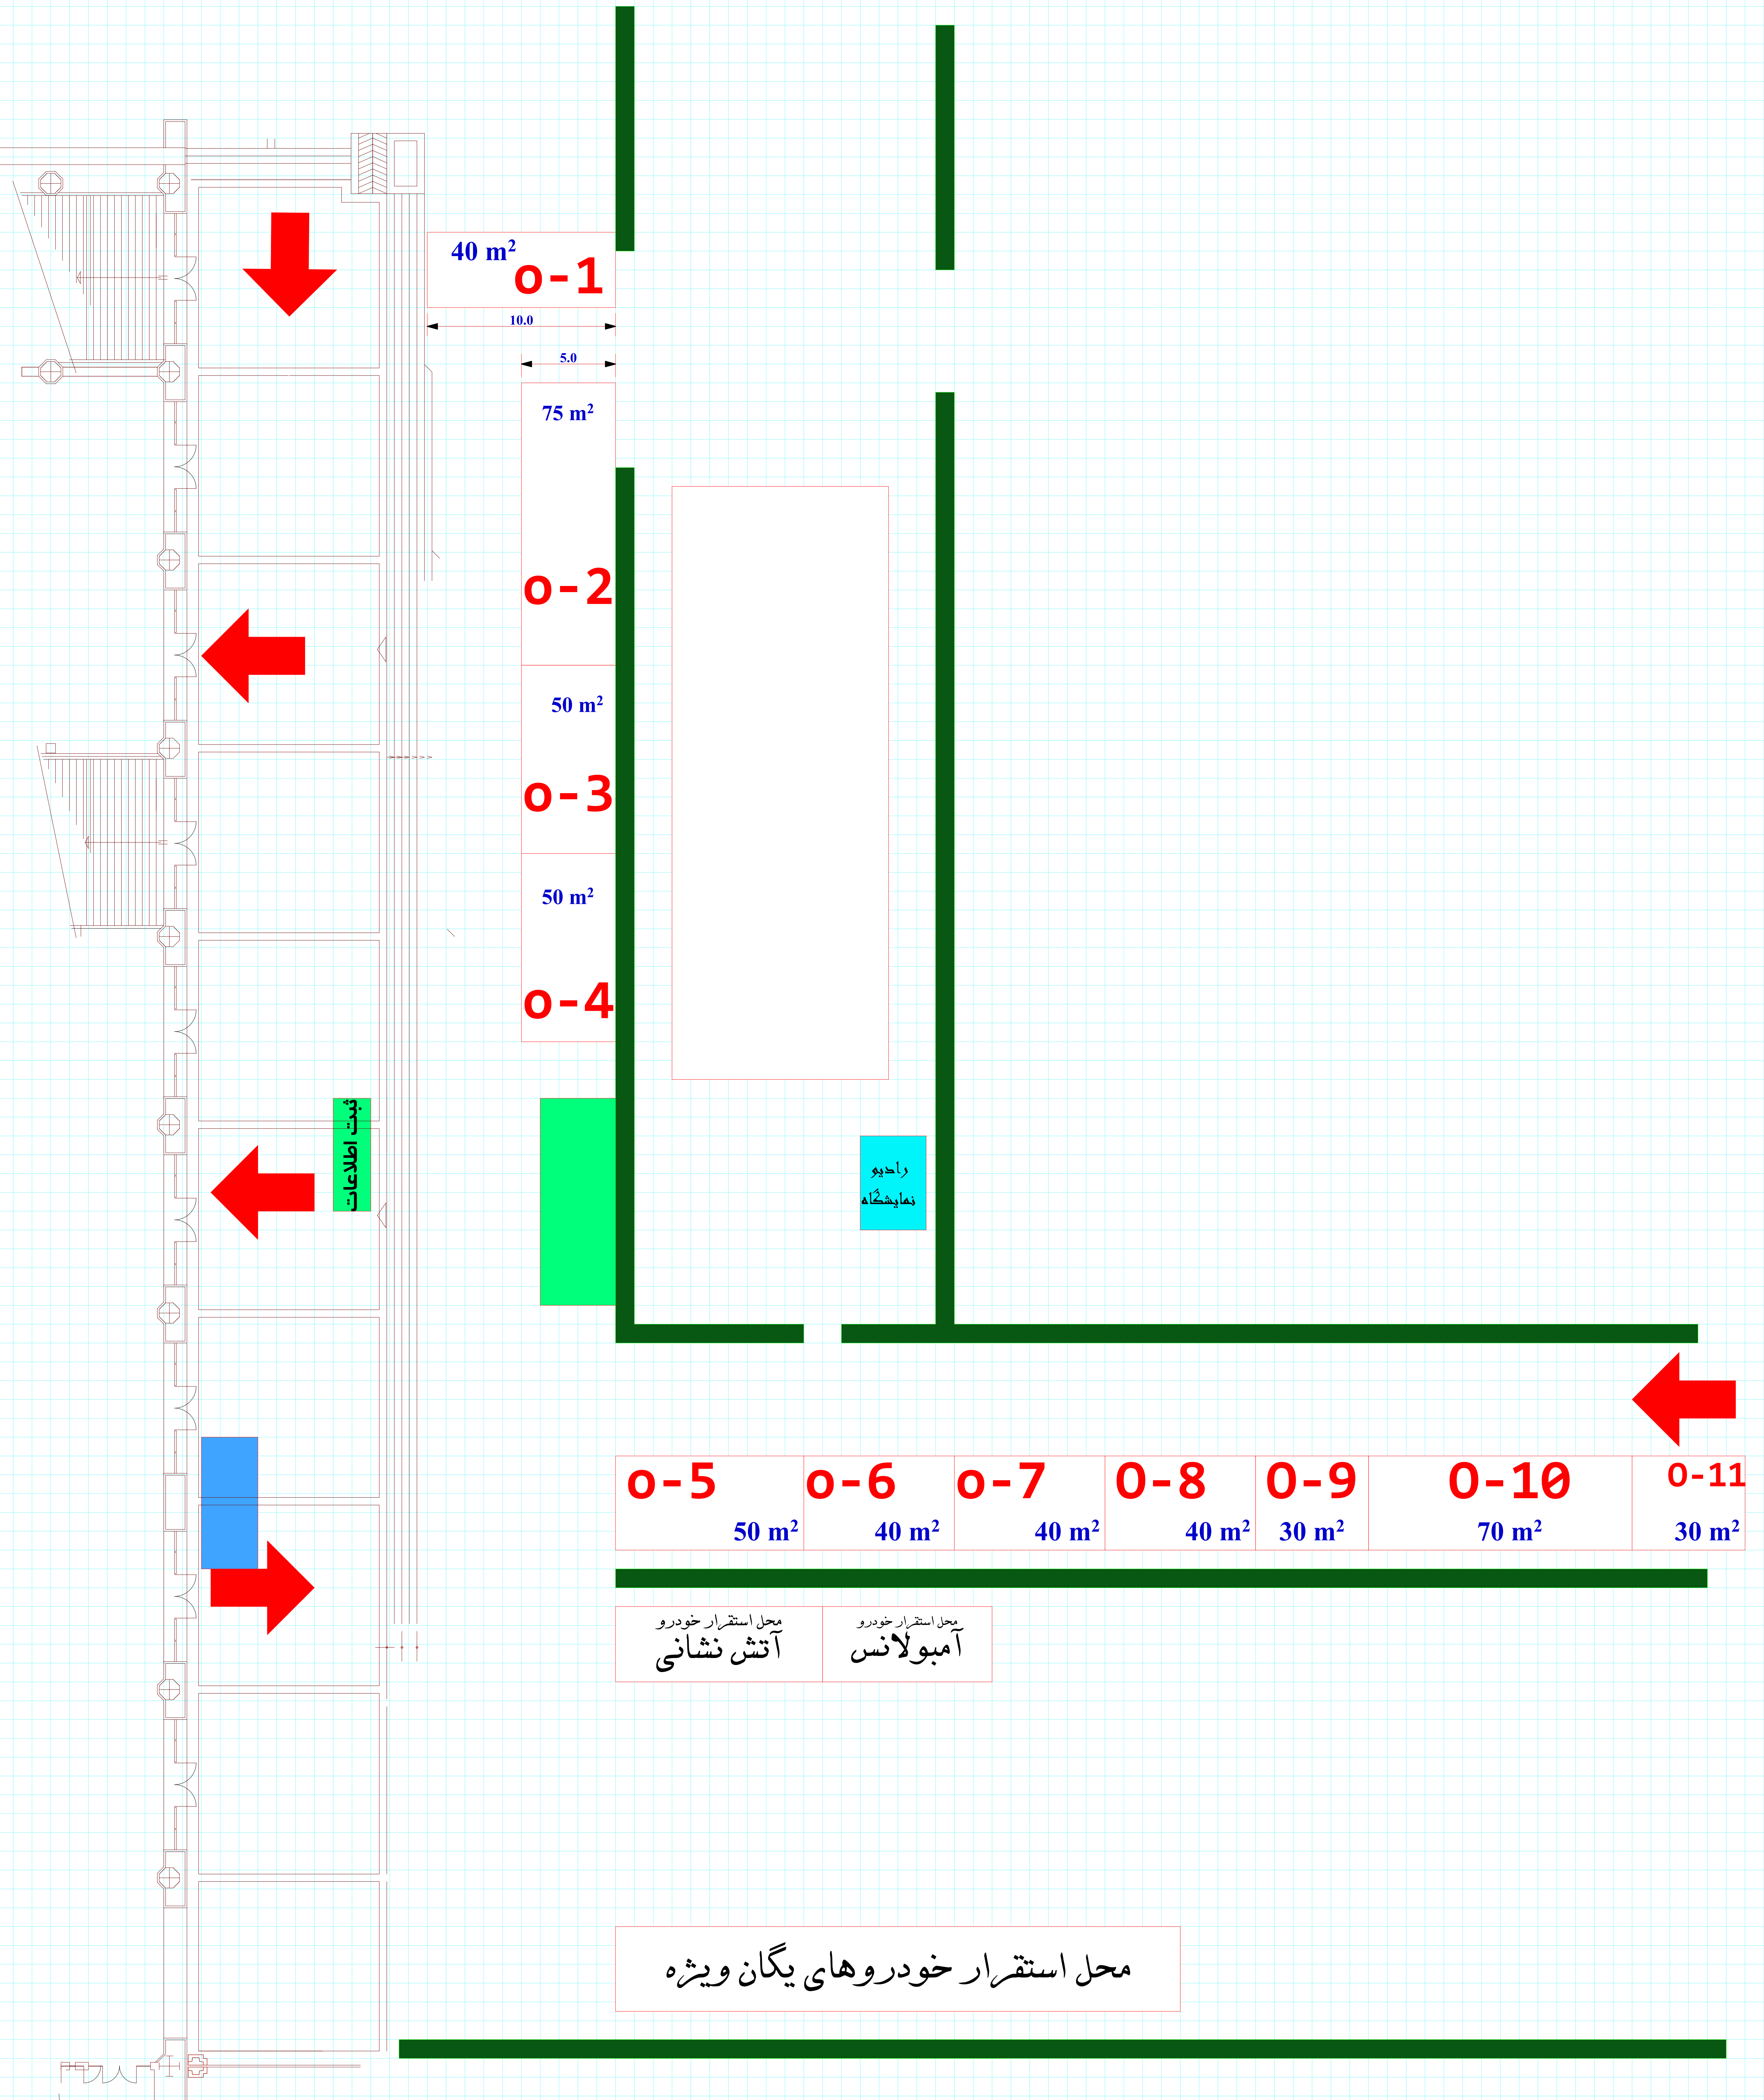 40 m²
o-1
10.0
5.0
75 m²
o-2
50 m²
o-3
50 m²
o-4
ثبت اطلاعات
رادیو
نمایشگاه
o-5
o-6
o-7
O-8
O-9
O-10
O-11
50 m²
40 m²
40 m²
40 m²
30 m²
70 m²
30 m²
محل استقرار خودرو
آتش نشانی
محل استقرار خودرو
آمبولانس
محل استقرار خودروهای یگان ویژه